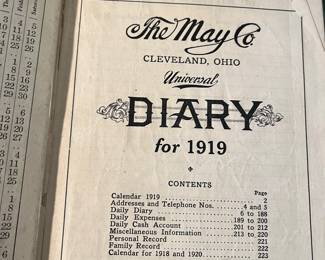 The May Co.
CLEVELAND, OHIO
Universal
DIARY
for 1919
CONTENTS
Page
Calendar 1919 2
Addresses and Telephone Nos. 4 and 5
Daily Diary 6 to 188
Daily Expenses 189 to 200
Daily Cash Account 201 to 212
Miscellaneous Information 213 to 220
Personal Record 221
Family Record 222
Calendar for 1918 and 1920 223